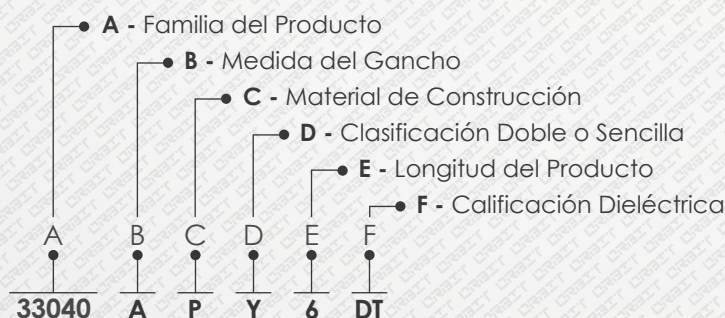 A - Familia del Producto
B - Medida del Gancho
C - Material de Construcción
D - Clasificación Doble o Sencilla
E - Longitud del Producto
F - Calificación Dieléctrica
A B C D E F
33040 A P Y 6 DT